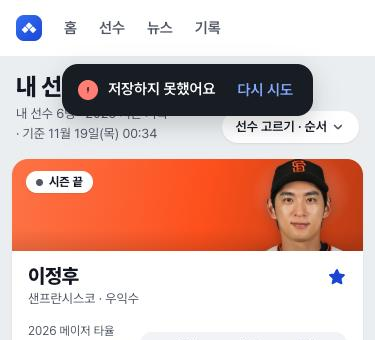 홈 선수 뉴스 기록
내 선
저장하지 못했어요 다시 시도
내 선수 6명
· 기준 11월 19일(목) 00:34
선수 고르기 · 순서
시즌 끝
이정후
샌프란시스코 · 우익수
2026 메이저 타율